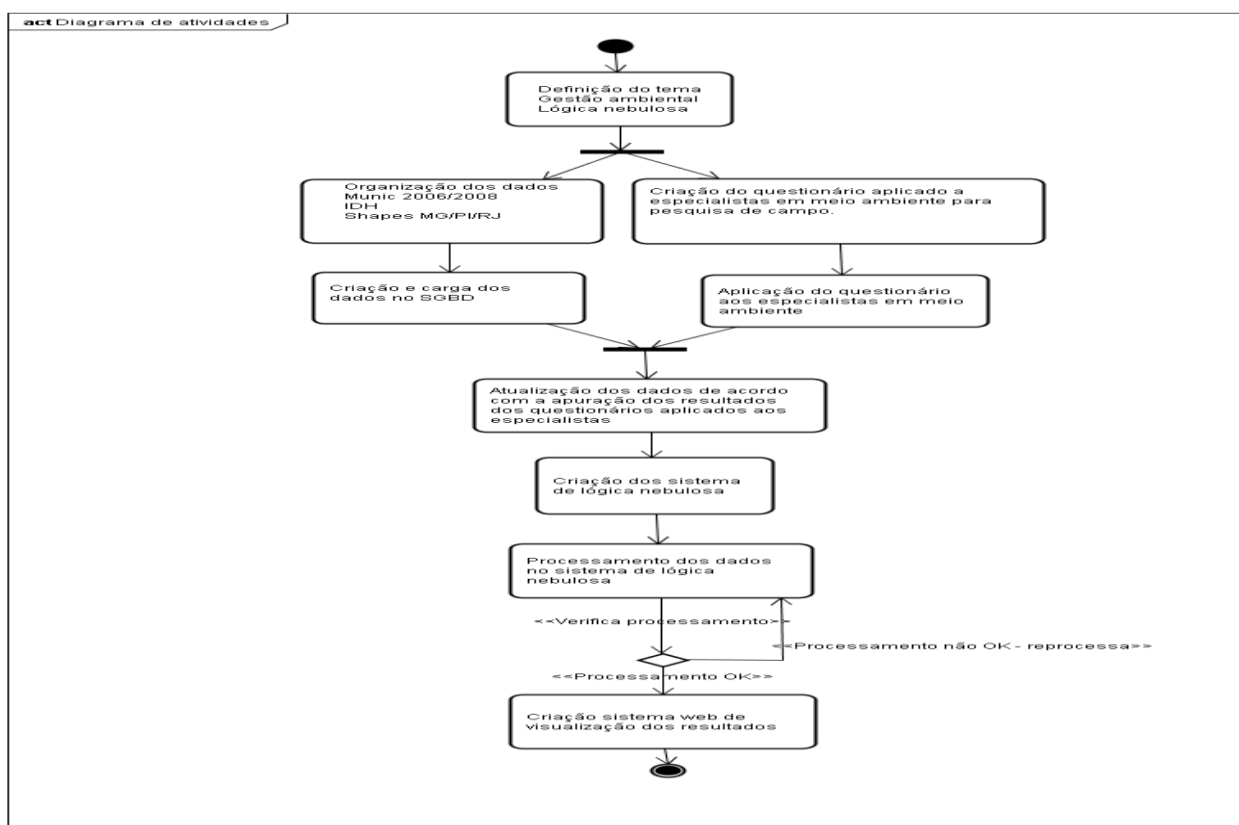 act Diagrama de atividades
Definição do tema
Gestão ambiental
Lógica nebulosa
Organização dos dados
Munic 2006/2008
IDH
Shapes MG/PI/RJ
Criação do questionário aplicado a
especialistas em meio ambiente para
pesquisa de campo.
Criação e carga dos
dados no SGBD
Aplicação do questionário
aos especialistas em meio
ambiente
Atualização dos dados de acordo
com a apuração dos resultados
dos questionários aplicados aos
especialistas
Criação dos sistema
de lógica nebulosa
Processamento dos dados
no sistema de lógica
nebulosa
<<Verifica processamento>>
<<Processamento não OK - reprocessa>>
<<Processamento OK>>
Criação sistema web de
visualização dos resultados